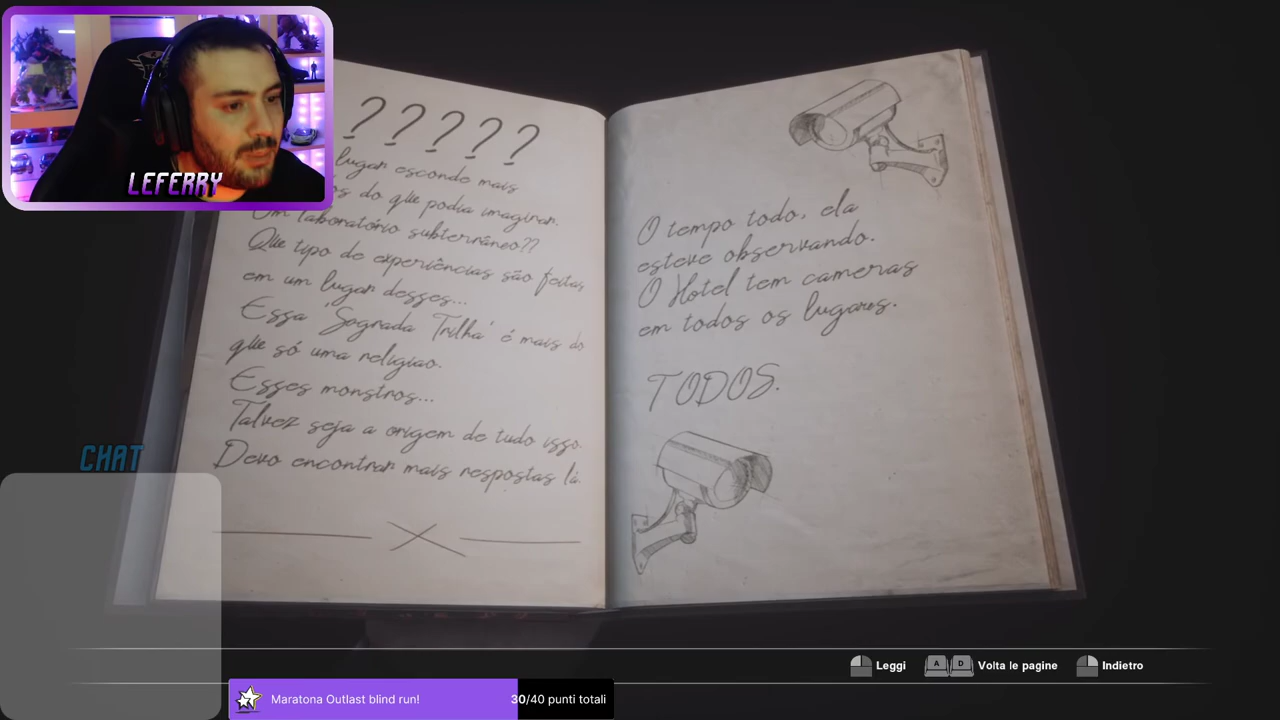 LEFERRY
?????
lugar esconde mais
do que podia imaginar.
Um laboratório subterrâneo??
Que tipo de experiências são feitas
em um lugar desses...
Essa 'Sagrada Trilha' é mais do
que só uma religiao.
Esses monstros...
Talvez seja a origem de tudo isso.
Devo encontrar mais respostas lá.
O tempo todo, ela
esteve observando.
O Hotel tem cameras
em todos os lugares.
TODOS.
CHAT
A D
Leggi Volta le pagine Indietro
Maratona Outlast blind run! 30/40 punti totali